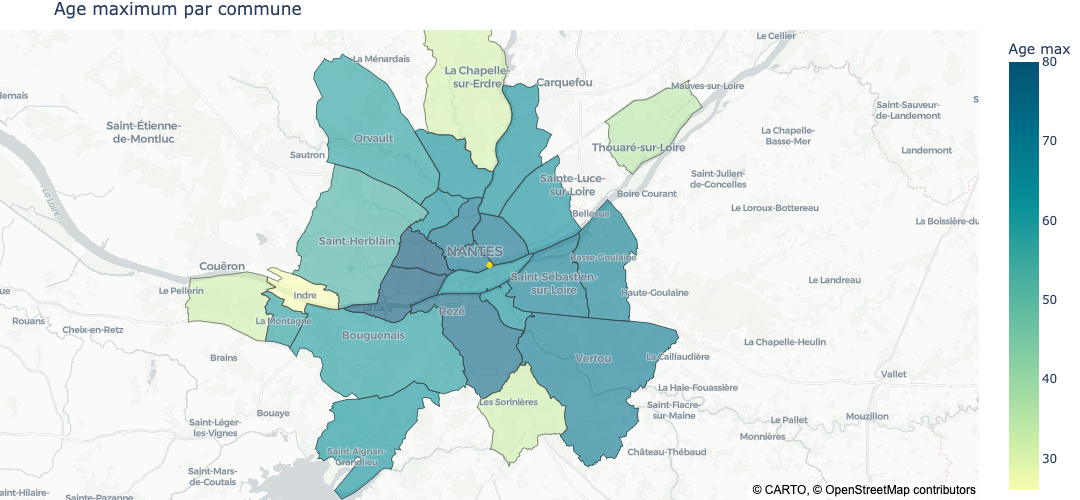 Age maximum par commune
Le Cellier
Age max
La Ménardais
80
La Chapelle-
sur-Erdre
Carquefou
Mauves-sur-Loire
demais
Saint-Sauveur-
de-Landemont
Saint-Étienne-
de-Montluc
La Chapelle-
Basse-Mer
Orvault
70
Thouaré-sur-Loire
Landemont
Sautron
Saint-Julien-
de-Concelles
Sainte-Luce-
sur-Loire
Boire Courant
La Loire
Le Loroux-Bottereau
Bellevue
60
La Boissière-du
Saint-Herblain
NANTES
Basse-Goulaine
Couëron
Saint-Sébastien-
sur-Loire
Le Landreau
Le Pellerin
Indre
Haute-Goulaine
50
ue
La Loire
Rezé
Rouans
La Montagne
Cheix-en-Retz
Bouguenais
La Chapelle-Heulin
Brains
Vertou
La Caillaudière
Vallet
40
La Haie-Fouassière
Les Sorinières
Bouaye
Saint-Fiacre-
sur-Maine
Mouzillon
Le Pallet
Saint-Léger-
les-Vignes
Monnières
Saint-Aignan-
Grandlieu
Château-Thébaud
30
Saint-Mars-
de-Coutais
aint-Hilaire-
Sainte-Pazanne
© CARTO, © OpenStreetMap contributors